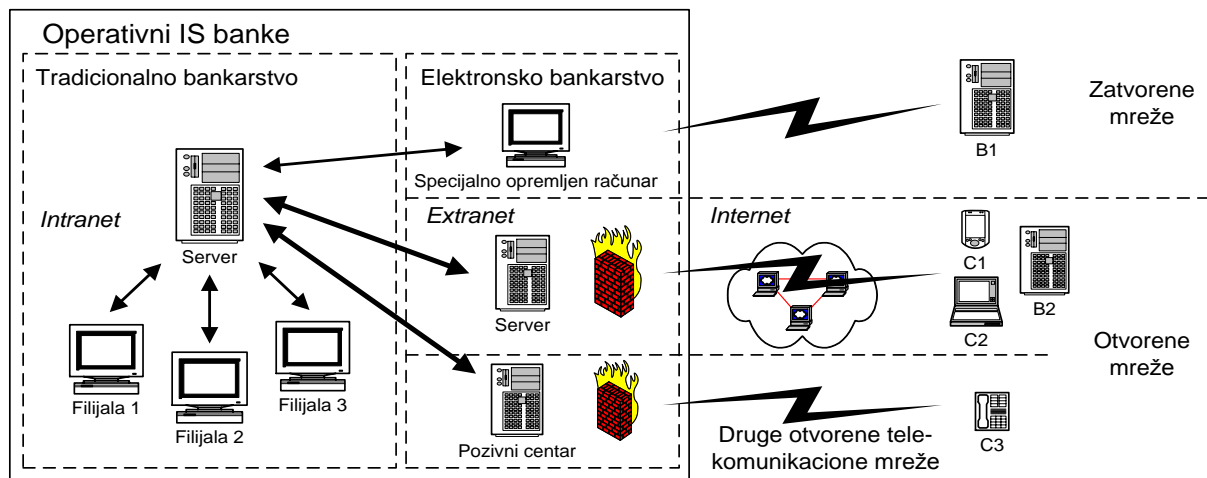 Operativni IS banke
Tradicionalno bankarstvo
Elektronsko bankarstvo
Zatvorene
mreže
B1
Specijalno opremljen računar
Intranet
Server
Extranet
Server
Internet
C1
B2
C2
Otvorene
mreže
Filijala 1
Filijala 2
Filijala 3
Pozivni centar
Druge otvorene tele-
komunikacione mreže
C3